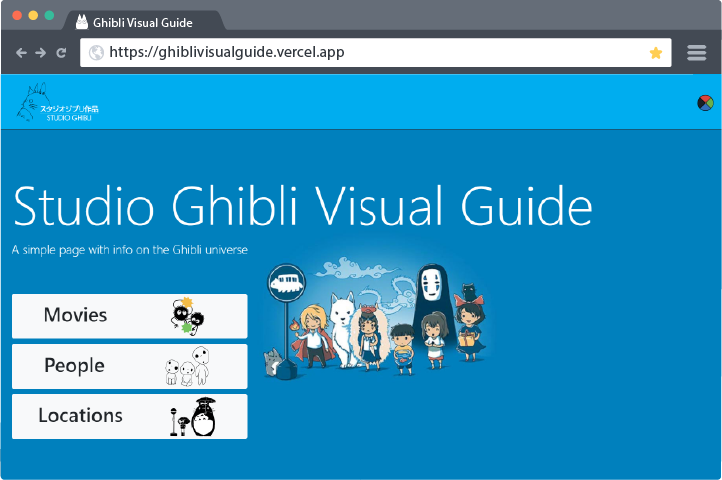 Ghibli Visual Guide
https://ghiblivisualguide.vercel.app
スタジオジブリ作品
STUDIO GHIBLI
Studio Ghibli Visual Guide
A simple page with info on the Ghibli universe
Movies
People
Locations